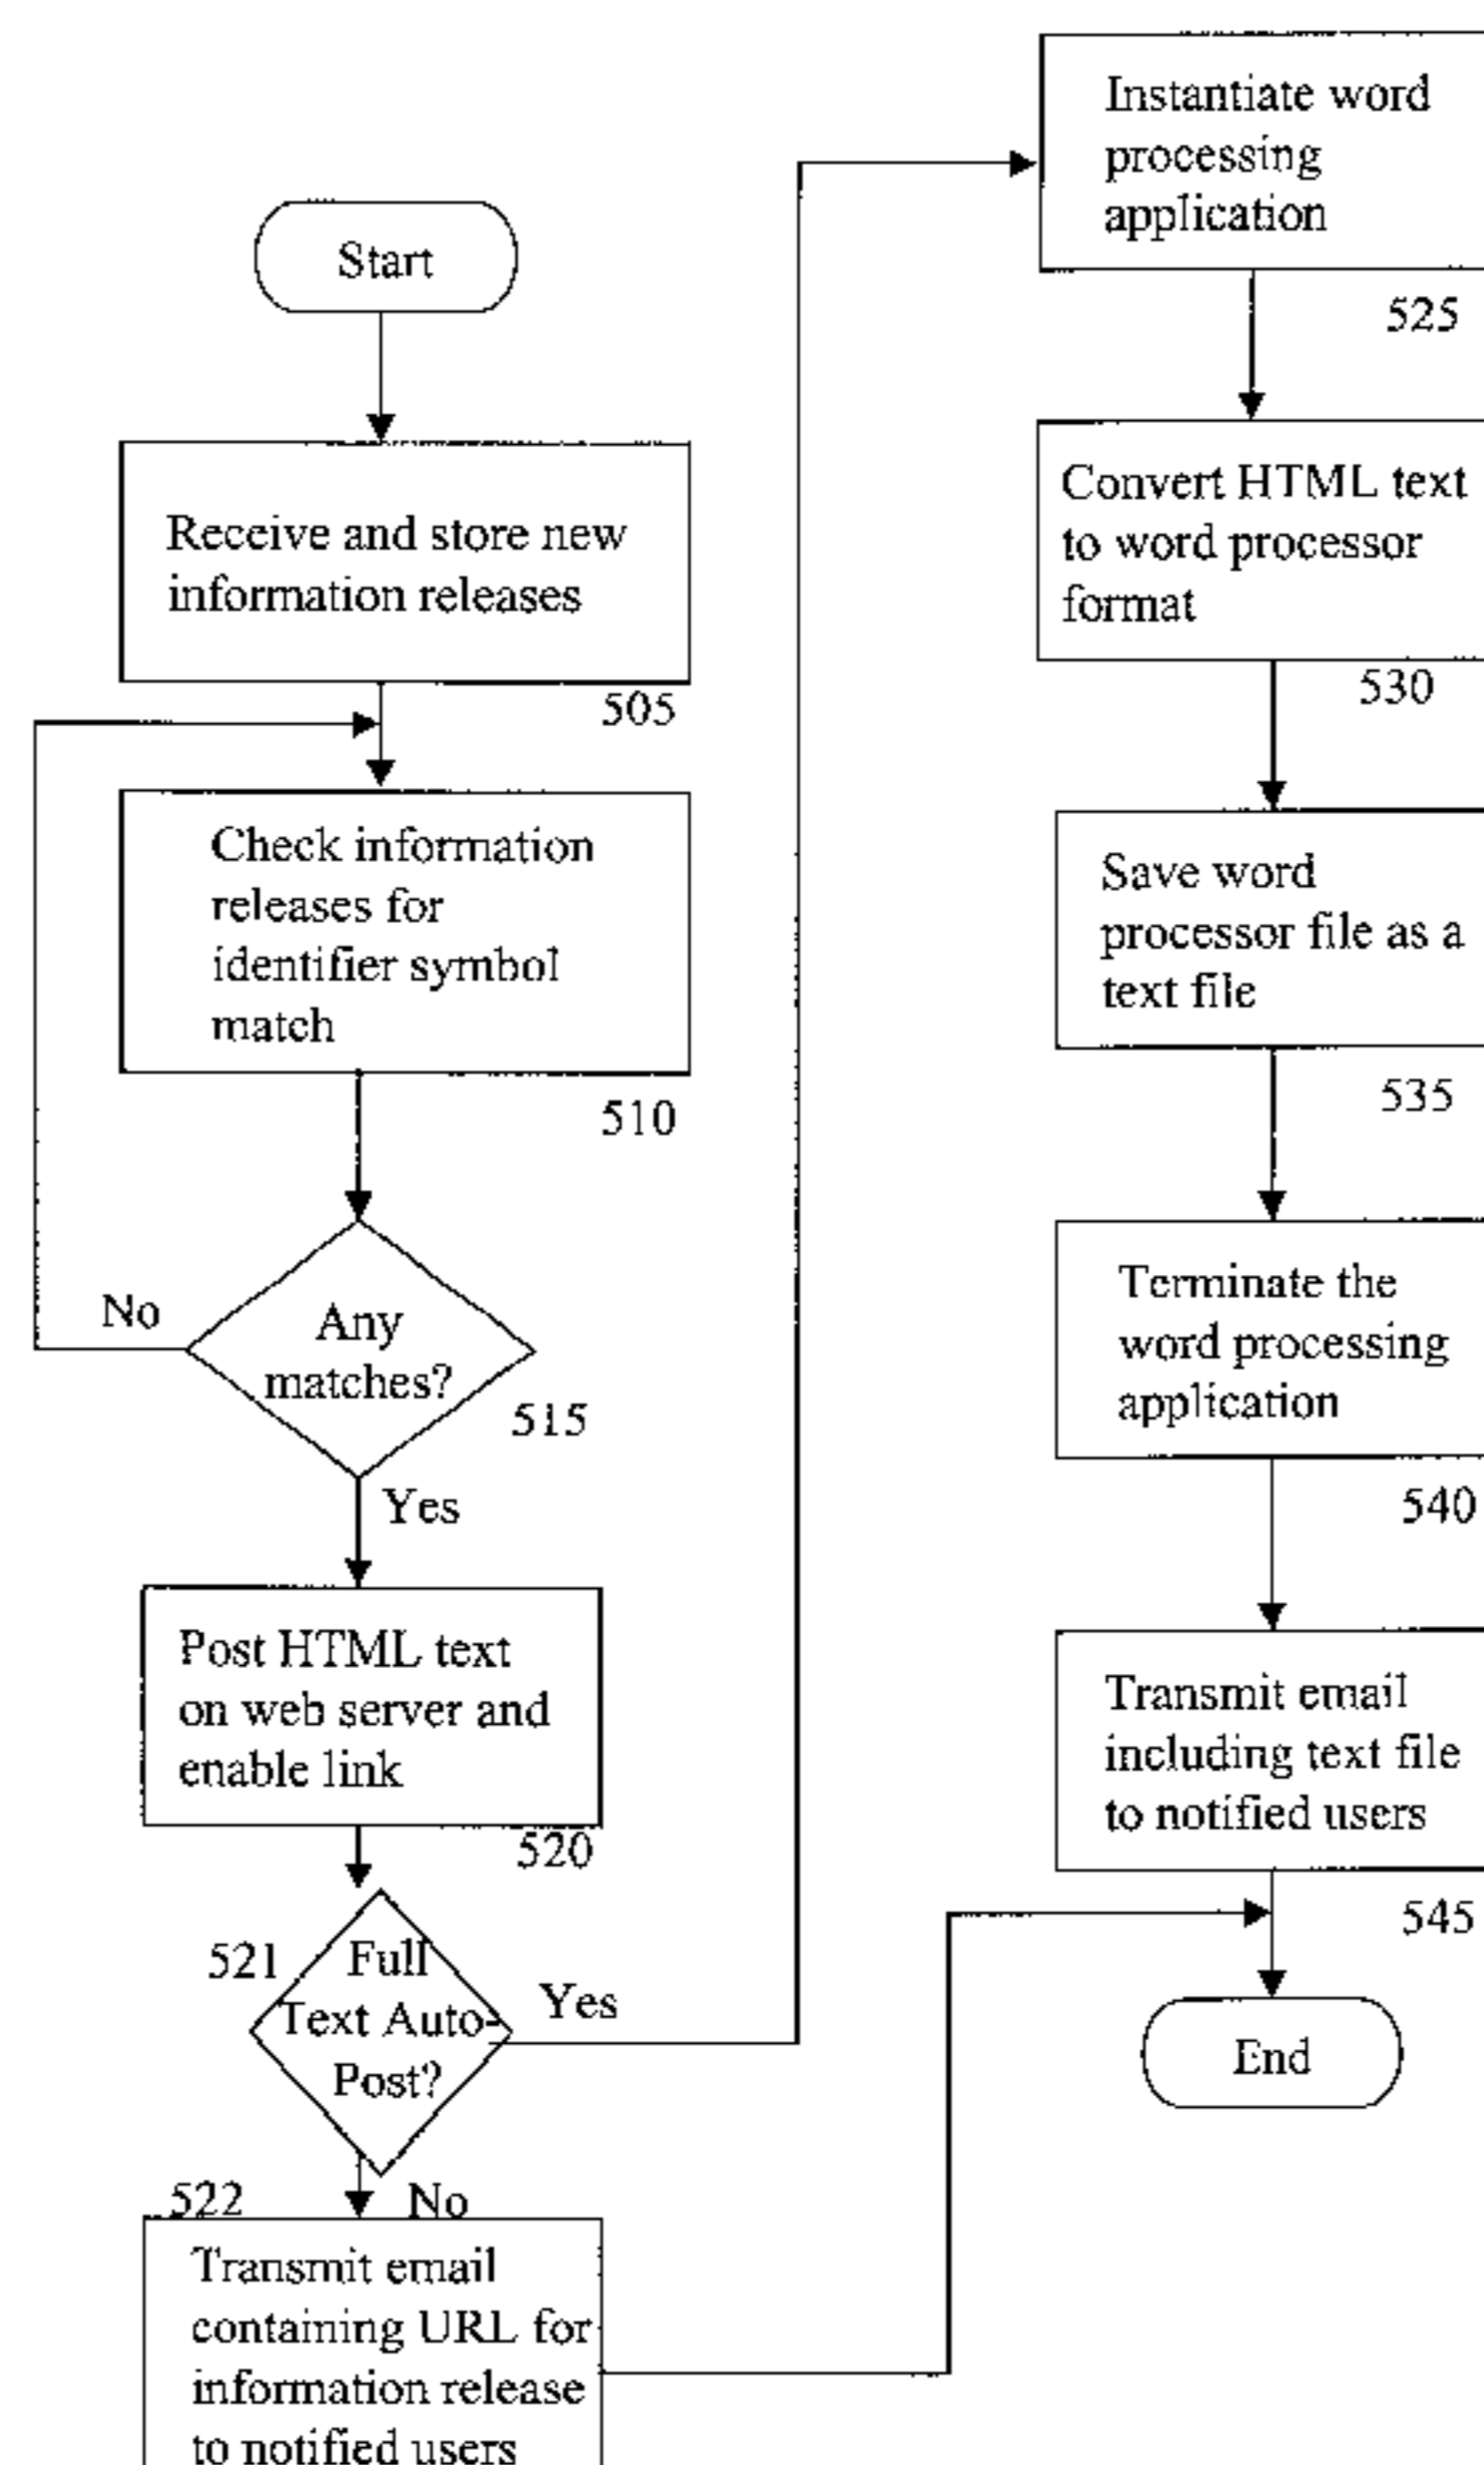 Start
Receive and store new
information releases
505
Check information
releases for
identifier symbol
match
510
Any
matches?
515
No
Yes
Post HTML text
on web server and
enable link
520
521
Full
Text Auto-
Post?
Yes
No
522
Transmit email
containing URL for
information release
to notified users
Instantiate word
processing
application
525
Convert HTML text
to word processor
format
530
Save word
processor file as a
text file
535
Terminate the
word processing
application
540
Transmit email
including text file
to notified users
545
End